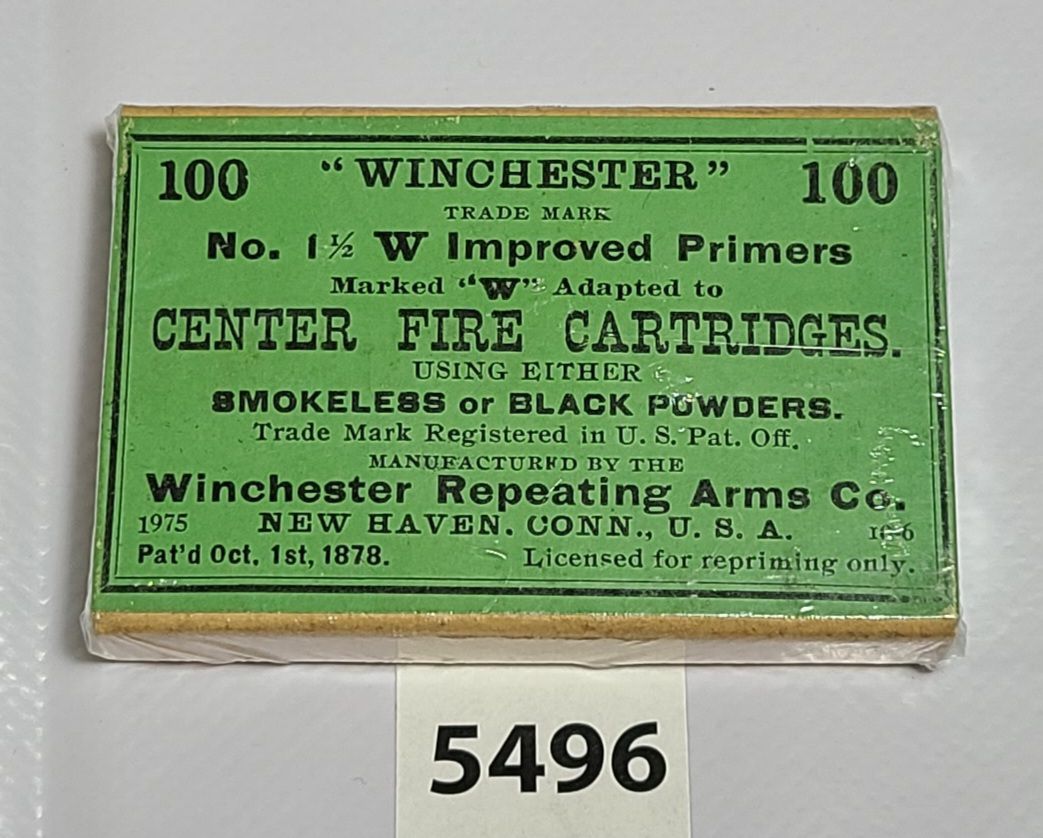 100 "WINCHESTER" 100
TRADE MARK
No. 1½ W Improved Primers
Marked "W" Adapted to
CENTER FIRE CARTRIDGES.
USING EITHER
SMOKELESS or BLACK POWDERS.
Trade Mark Registered in U. S. Pat. Off.
MANUFACTURED BY THE
Winchester Repeating Arms Co.
1975 NEW HAVEN. CONN., U. S. A.
Pat'd Oct. 1st, 1878. Licensed for repriming only.
5496